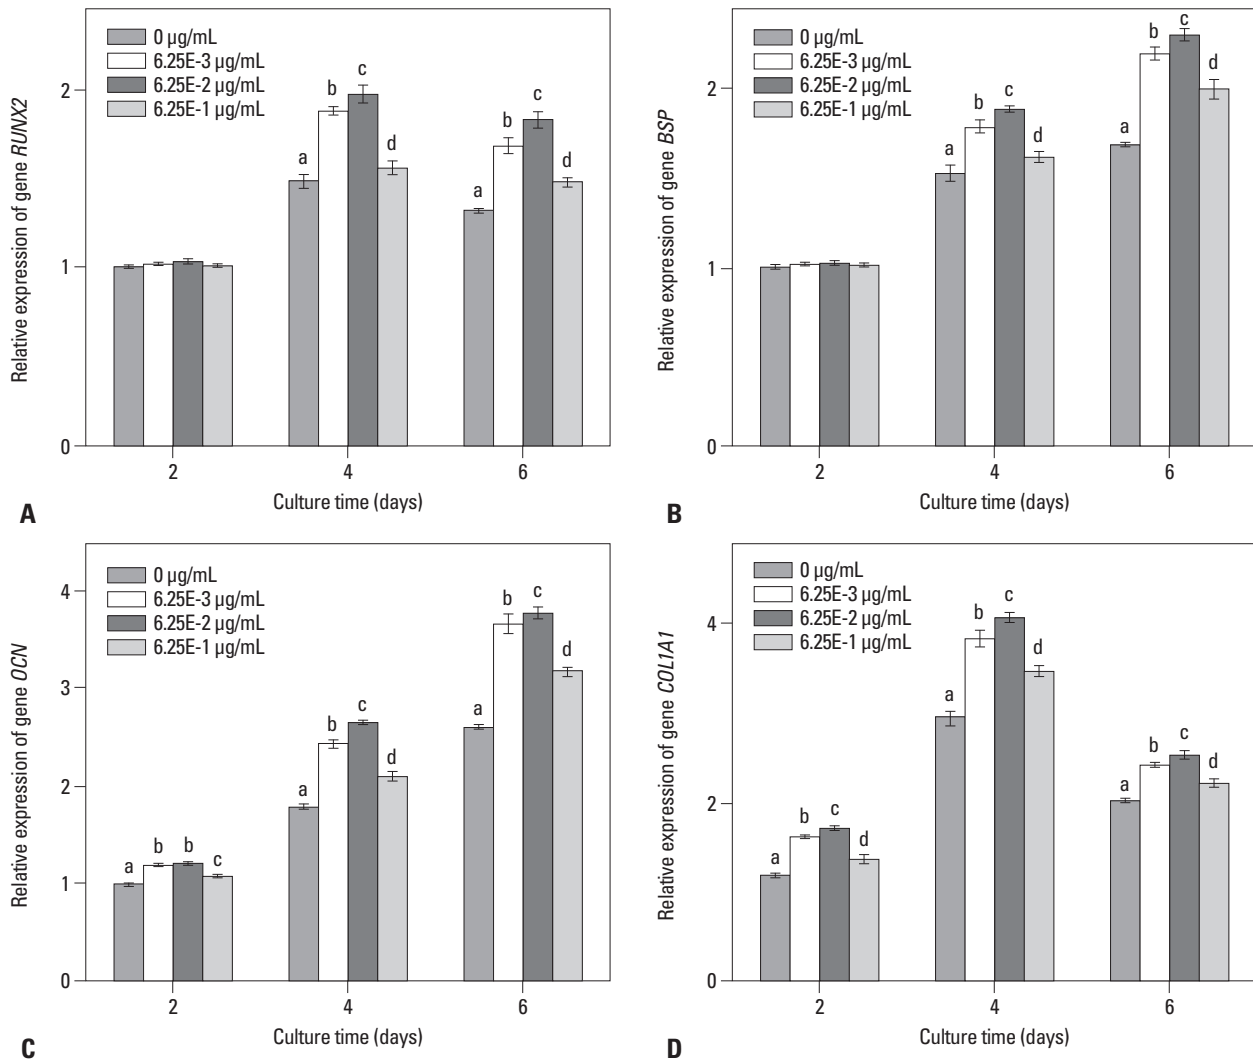 0 µg/mL
6.25E-3 µg/mL
6.25E-2 µg/mL
6.25E-1 µg/mL
Relative expression of gene RUNX2
2
1
0
a
b
c
d
a
b
c
d
2
4
6
Culture time (days)
A
0 µg/mL
6.25E-3 µg/mL
6.25E-2 µg/mL
6.25E-1 µg/mL
Relative expression of gene BSP
2
1
0
a
b
c
d
a
b
c
d
2
4
6
Culture time (days)
B
0 µg/mL
6.25E-3 µg/mL
6.25E-2 µg/mL
6.25E-1 µg/mL
Relative expression of gene OCN
4
3
2
1
0
a
b
b
c
a
b
c
d
a
b
c
d
2
4
6
Culture time (days)
C
0 µg/mL
6.25E-3 µg/mL
6.25E-2 µg/mL
6.25E-1 µg/mL
Relative expression of gene COL1A1
4
2
0
a
b
c
d
a
b
c
d
a
b
c
d
2
4
6
Culture time (days)
D